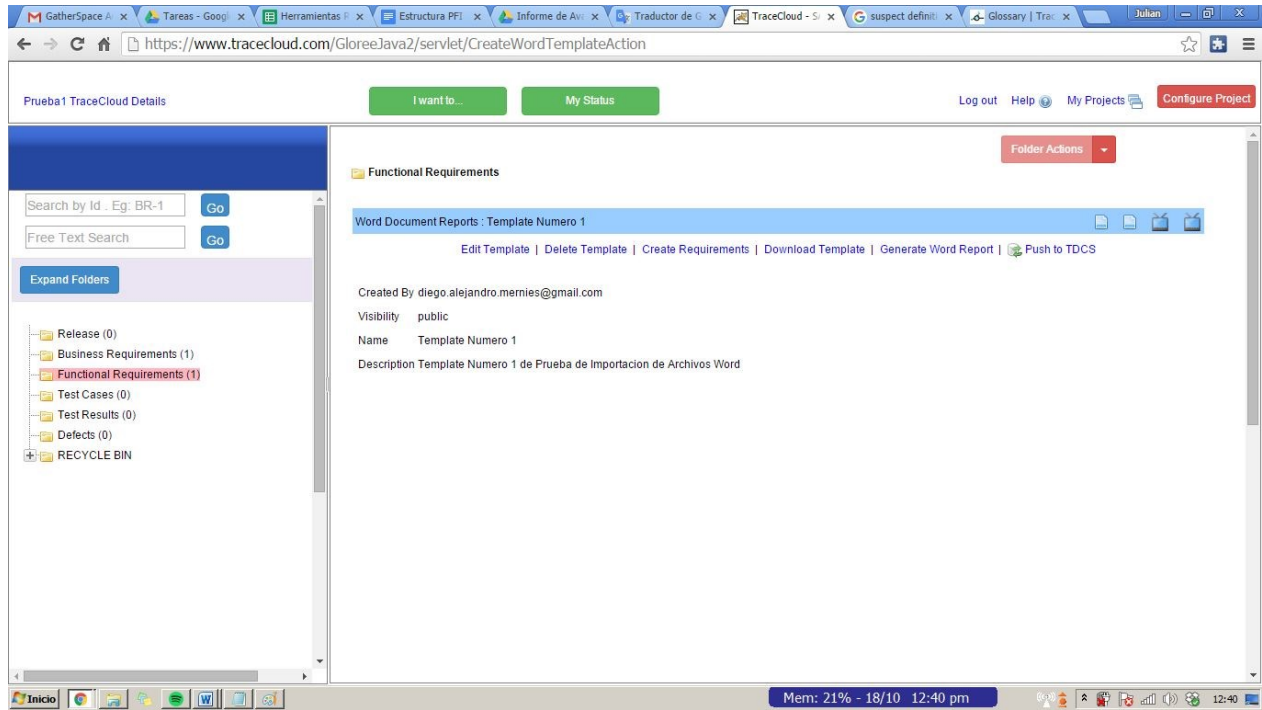 GatherSpace A
Tareas - Googl
Herramientas P
Estructura PFI
Informe de Ava
Traductor de G
TraceCloud - S
suspect definiti
Glossary | Trac
Julian
https://www.tracecloud.com/GloreeJava2/servlet/CreateWordTemplateAction
Prueba1 TraceCloud Details
I want to...
My Status
Log out Help My Projects
Configure Project
Search by Id . Eg: BR-1
Go
Free Text Search
Go
Expand Folders
Release (0)
Business Requirements (1)
Functional Requirements (1)
Test Cases (0)
Test Results (0)
Defects (0)
RECYCLE BIN
Folder Actions
Functional Requirements
Word Document Reports : Template Numero 1
Edit Template | Delete Template | Create Requirements | Download Template | Generate Word Report | Push to TDCS
Created By diego.alejandro.mernies@gmail.com
Visibility public
Name Template Numero 1
Description Template Numero 1 de Prueba de Importacion de Archivos Word
Inicio
Mem: 21% - 18/10 12:40 pm
12:40